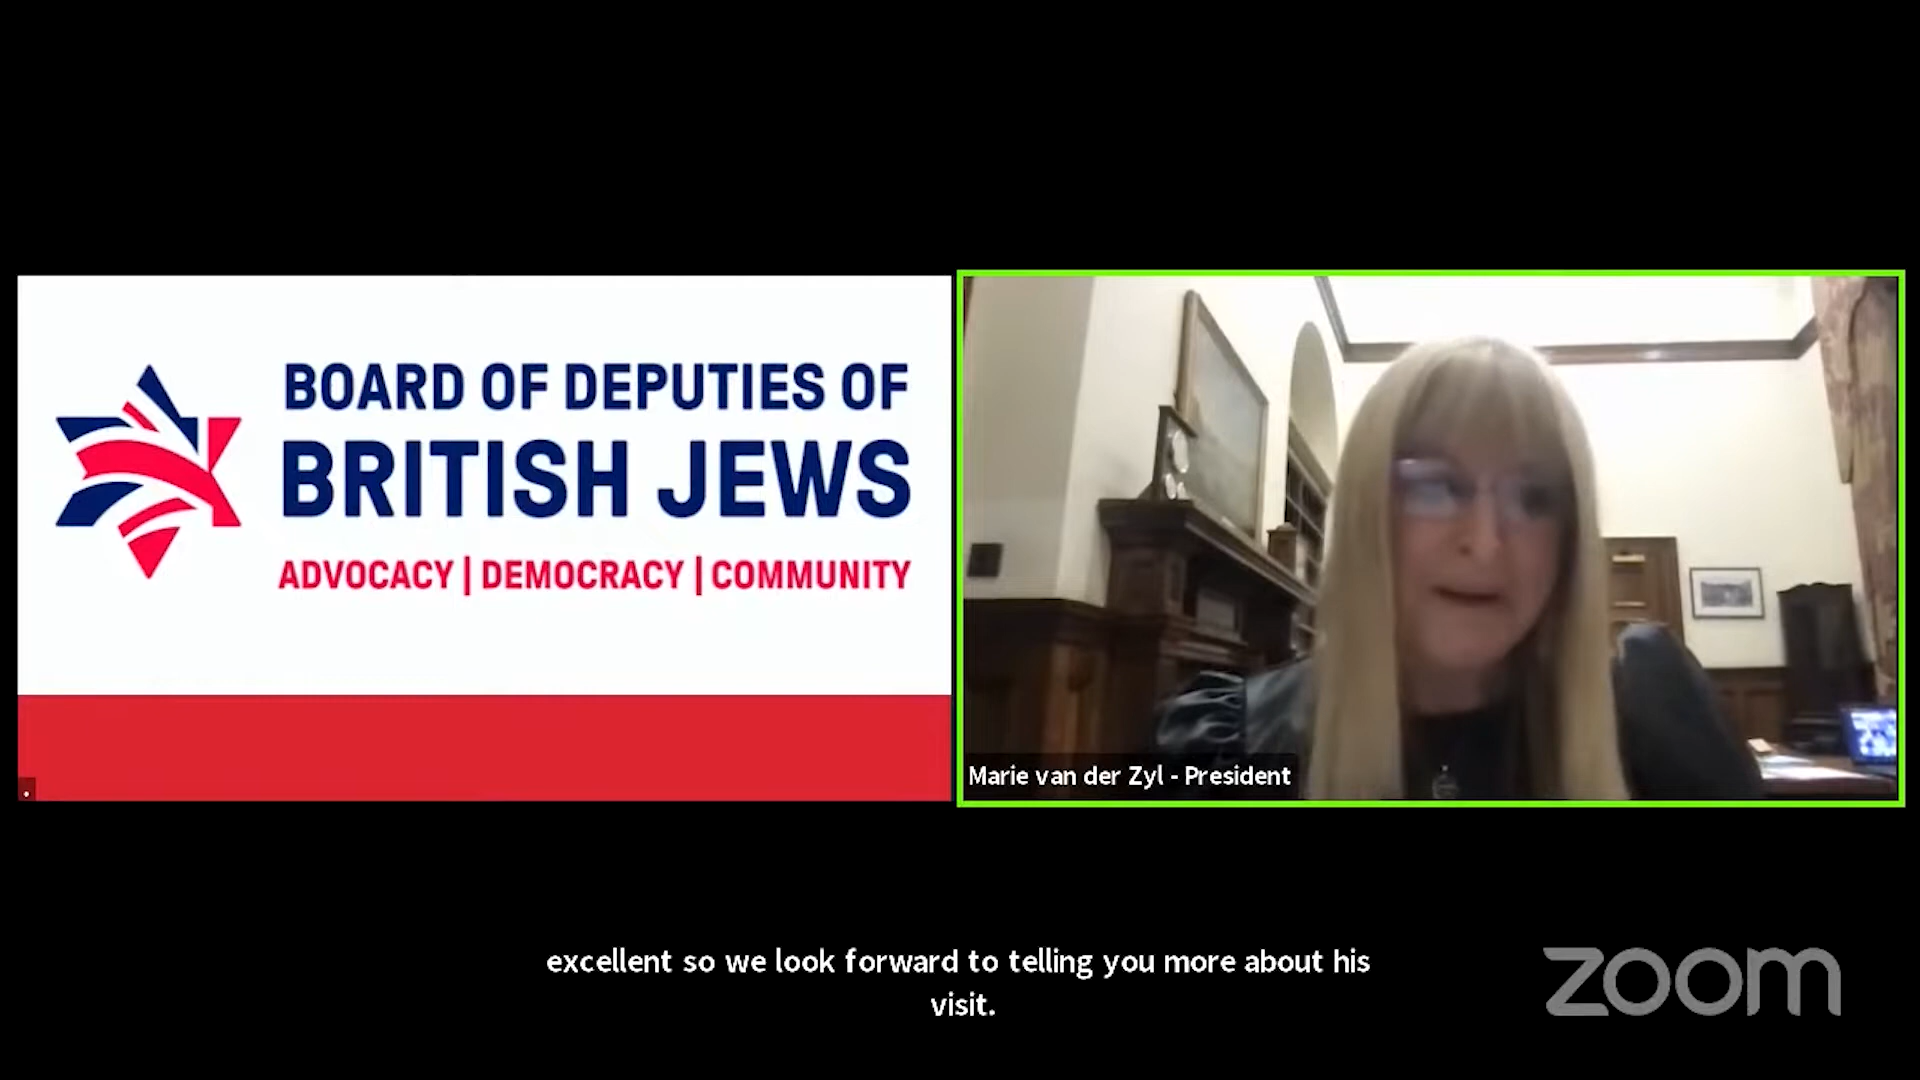 BOARD OF DEPUTIES OF
BRITISH JEWS
ADVOCACY | DEMOCRACY | COMMUNITY
Marie van der Zyl - President
excellent so we look forward to telling you more about his
visit.
zoom